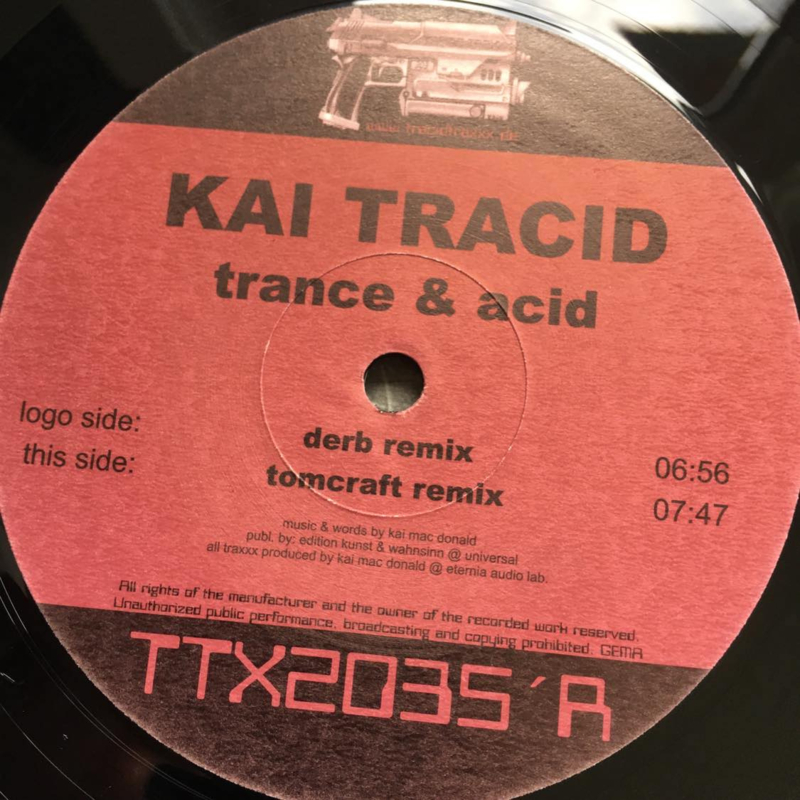 www.tracidtraxxx.de
KAI TRACID
trance & acid
logo side: derb remix 06:56
this side: tomcraft remix 07:47
music & words by kai mac donald
publ. by: edition kunst & wahnsinn @ universal
all traxxx produced by kai mac donald @ eternia audio lab.
All rights of the manufacturer and the owner of the recorded work reserved.
Unauthorized public performance, broadcasting and copying prohibited. GEMA
TTX2035´R